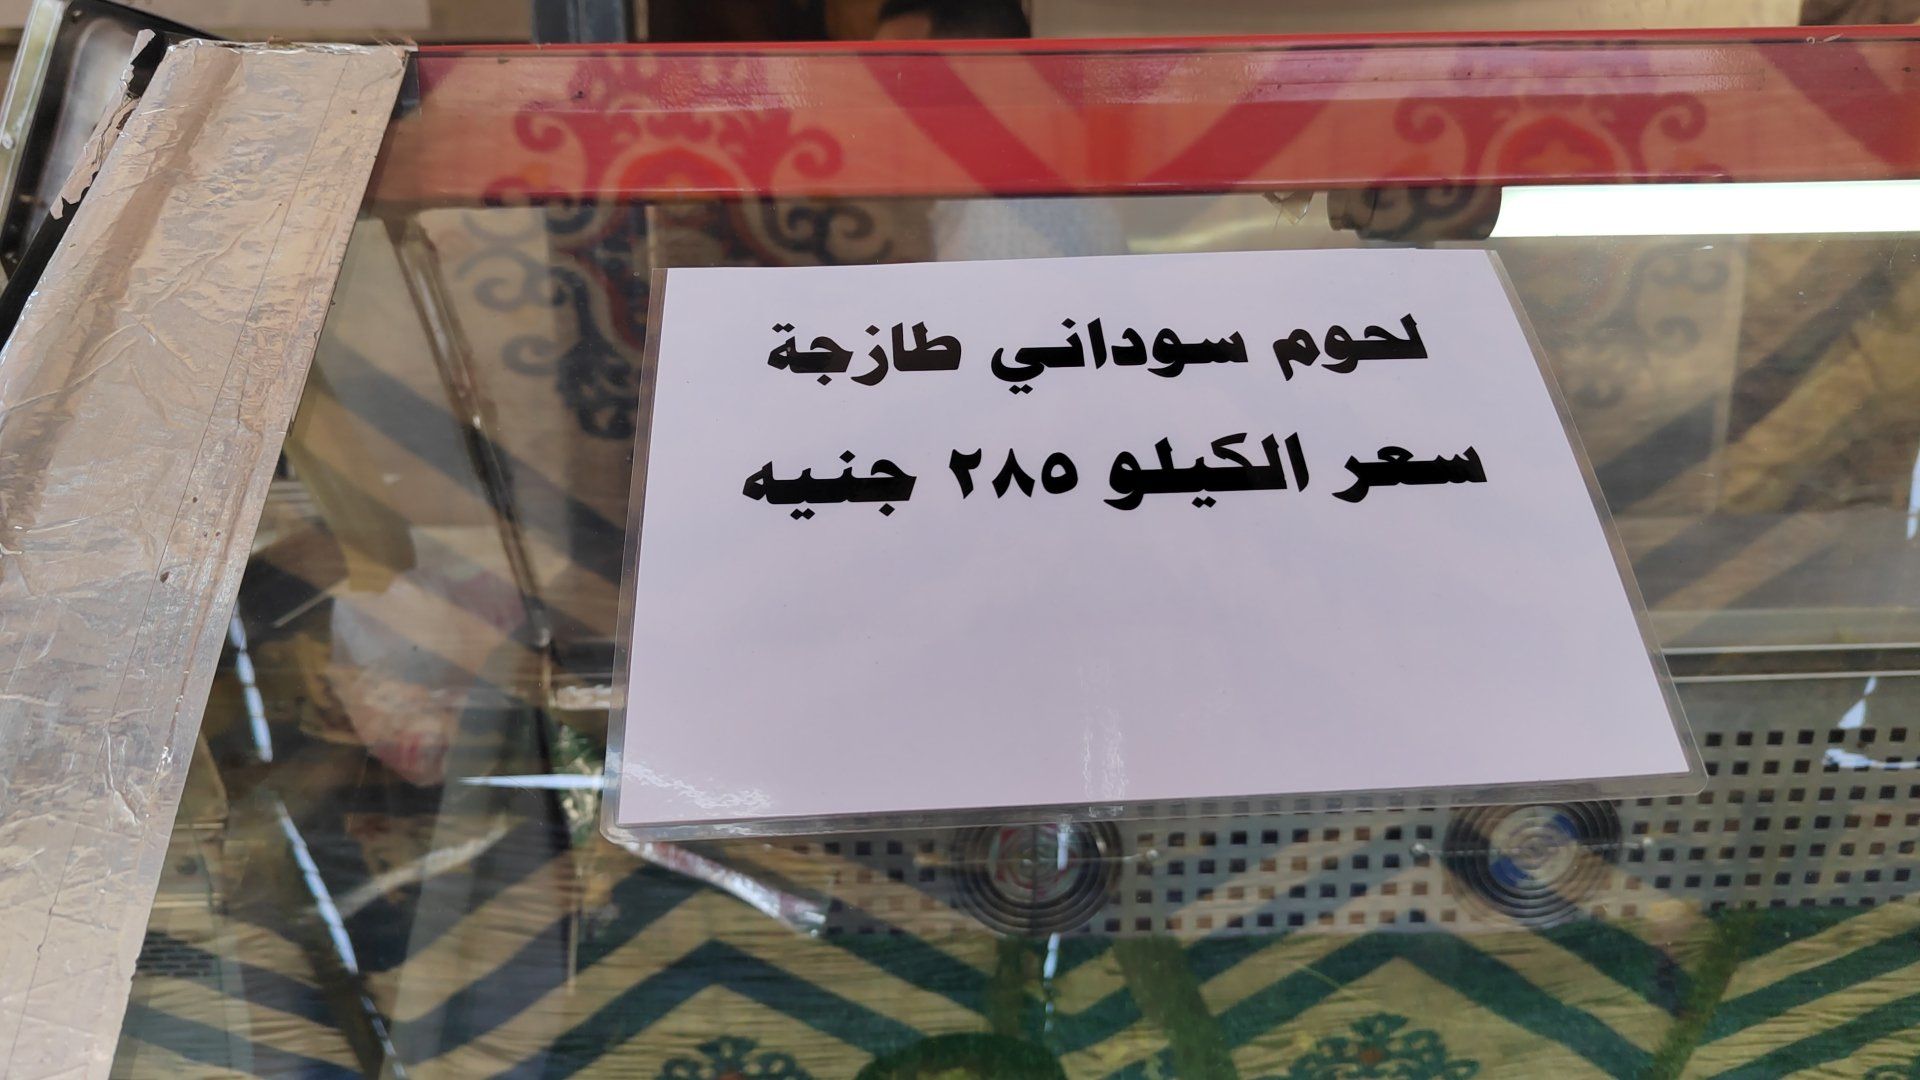 لحوم سوداني طازجة
سعر الكيلو ٢٨٥ جنيه